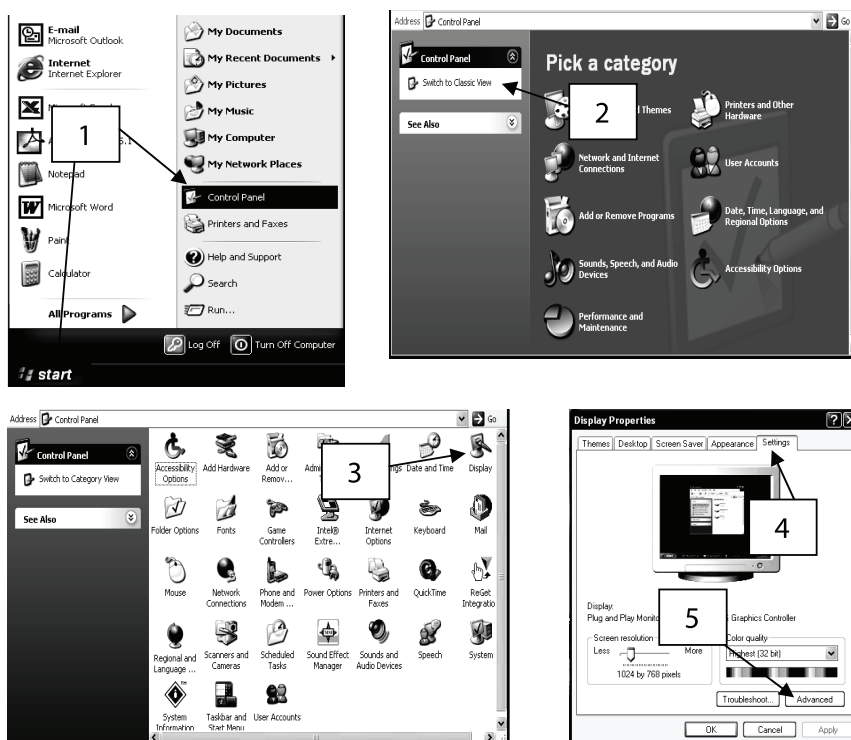 E-mail
Microsoft Outlook
Internet
Internet Explorer
Notepad
Microsoft Word
Paint
Calculator
All Programs
My Documents
My Recent Documents
My Pictures
My Music
My Computer
My Network Places
Control Panel
Printers and Faxes
Help and Support
Search
Run...
Log Off
Turn Off Computer
start
1
Address Control Panel
Go
Control Panel
Switch to Classic View
See Also
Pick a category
2
Themes
Printers and Other
Hardware
Network and Internet
Connections
User Accounts
Add or Remove Programs
Date, Time, Language, and
Regional Options
Sounds, Speech, and Audio
Devices
Accessibility Options
Performance and
Maintenance
Address Control Panel
Go
Control Panel
Switch to Category View
See Also
Accessibility
Options
Add Hardware
Add or
Remov...
3
Date and Time
Display
Folder Options
Fonts
Game
Controllers
Intel®
Extre...
Internet
Options
Keyboard
Mail
Mouse
Network
Connections
Phone and
Modem ...
Power Options
Printers and
Faxes
QuickTime
ReGet
Integratio
Regional and
Language ...
Scanners and
Cameras
Scheduled
Tasks
Sound Effect
Manager
Sounds and
Audio Devices
Speech
System
System
Information
Taskbar and
Start Menu
User Accounts
Display Properties
Themes Desktop Screen Saver Appearance Settings
4
Display:
Plug and Play Graphics Controller
5
Screen resolution
Less More
1024 by 768 pixels
Color quality
Highest (32 bit)
Troubleshoot... Advanced
OK Cancel Apply